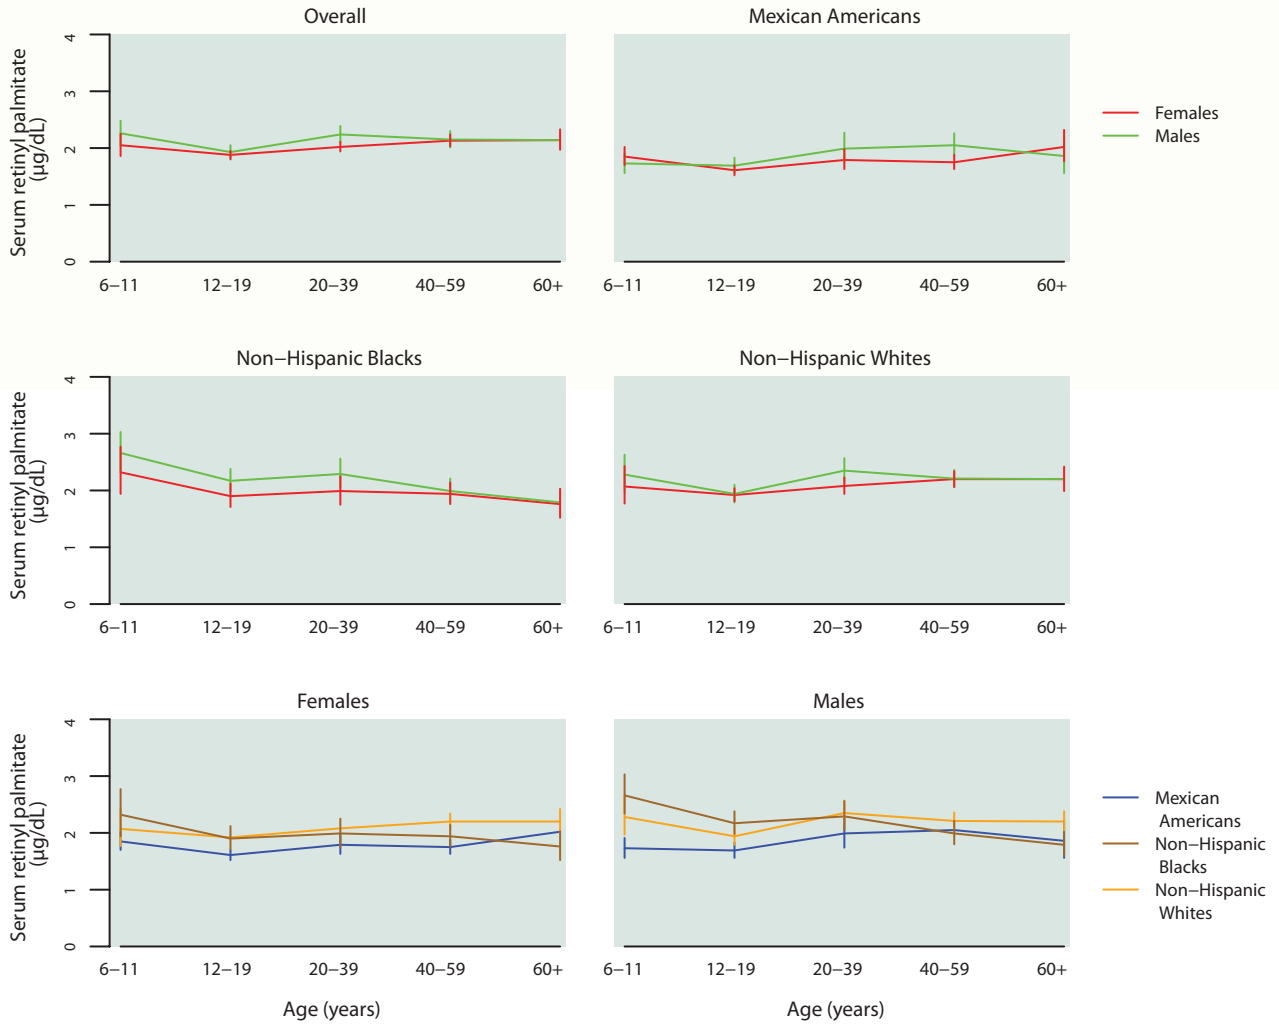 Overall
Mexican Americans
Serum retinyl palmitate
(µg/dL)
0 1 2 3 4
6−11 12−19 20−39 40−59 60+
6−11 12−19 20−39 40−59 60+
Females
Males
Non−Hispanic Blacks
Non−Hispanic Whites
Serum retinyl palmitate
(µg/dL)
0 1 2 3 4
6−11 12−19 20−39 40−59 60+
6−11 12−19 20−39 40−59 60+
Females
Males
Serum retinyl palmitate
(µg/dL)
0 1 2 3 4
6−11 12−19 20−39 40−59 60+
6−11 12−19 20−39 40−59 60+
Age (years)
Age (years)
Mexican
Americans
Non−Hispanic
Blacks
Non−Hispanic
Whites